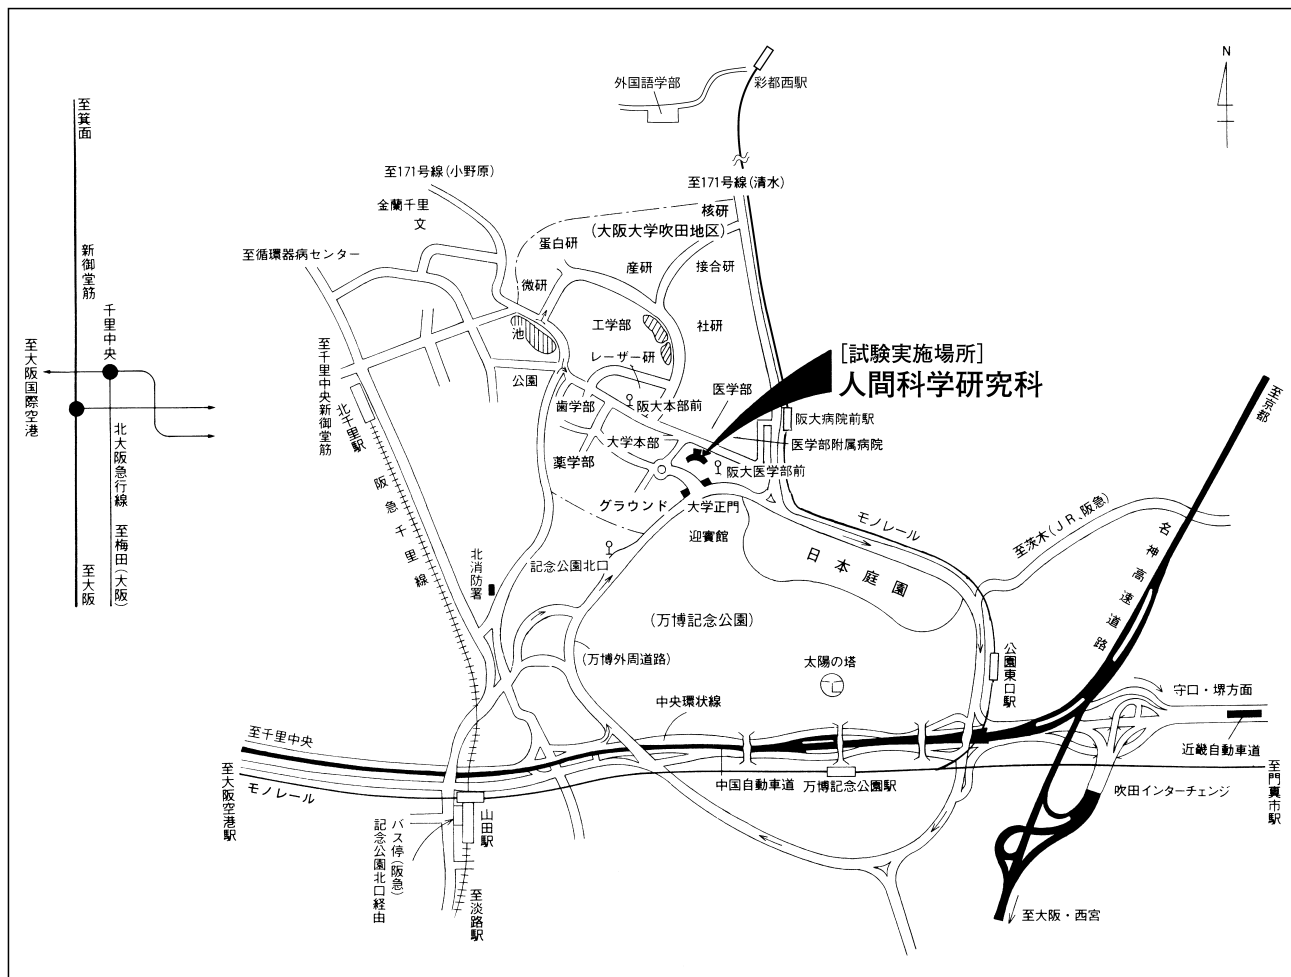 N
外国語学部
彩都西駅
至箕面
至171号線(小野原)
至171号線(清水)
金蘭千里
文
核研
(大阪大学吹田地区)
蛋白研
至循環器病センター
産研
接合研
新御堂筋
微研
池
工学部
社研
千里中央
至大阪国際空港
至千里中央新御堂筋
レーザー研
[試験実施場所]
人間科学研究科
公園
医学部
至京都
北千里駅
歯学部
阪大本部前
阪大病院前駅
大学本部
医学部附属病院
薬学部
阪大医学部前
北大阪急行線
至梅田(大阪)
至大阪
阪急千里線
グラウンド
大学正門
モノレール
至茨木(JR、阪急)
名神高速道路
迎賓館
日本庭園
北消防署
記念公園北口
(万博記念公園)
(万博外周道路)
太陽の塔
公園東口駅
中央環状線
守口・堺方面
近畿自動車道
至千里中央
至大阪空港駅
モノレール
中国自動車道
万博記念公園駅
吹田インターチェンジ
至門真市駅
山田駅
バス停(阪急)
記念公園北口経由
至淡路駅
至大阪・西宮